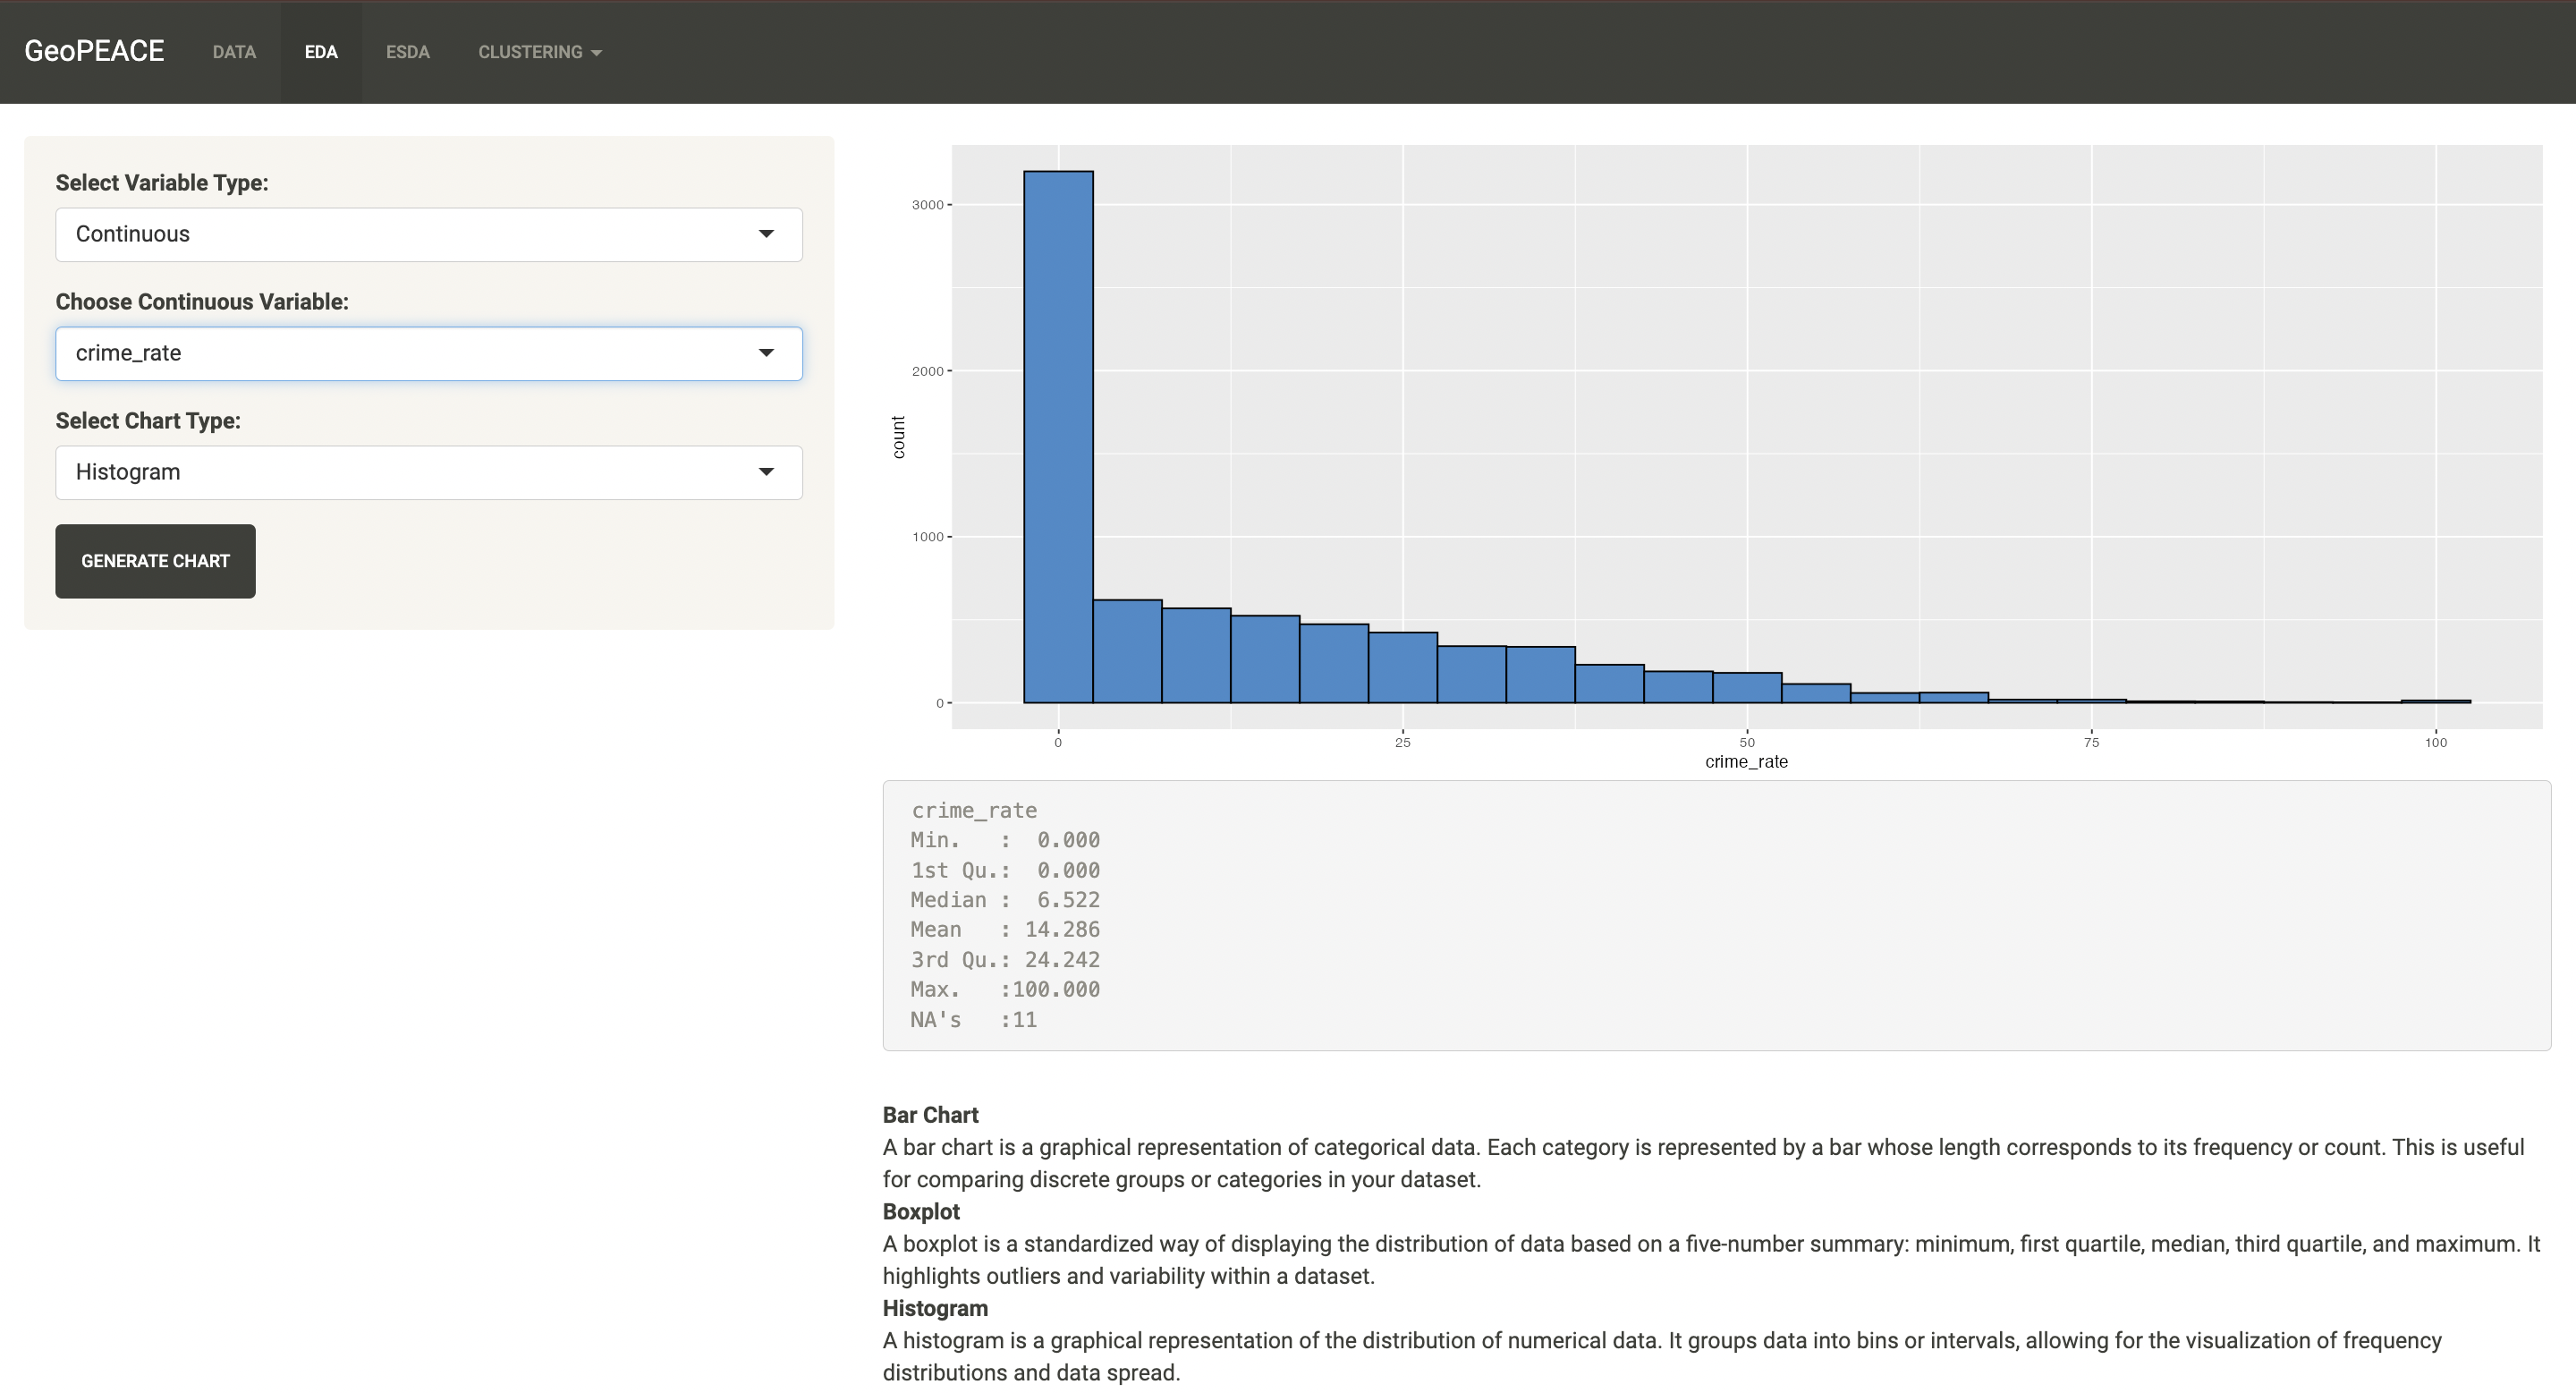 GeoPEACE DATA EDA ESDA CLUSTERING
Select Variable Type:
Continuous
Choose Continuous Variable:
crime_rate
Select Chart Type:
Histogram
GENERATE CHART
3000
2000
1000
0
count
0 25 50 75 100
crime_rate
crime_rate
Min.   :  0.000
1st Qu.:  0.000
Median :  6.522
Mean   : 14.286
3rd Qu.: 24.242
Max.   :100.000
NA's   :11
Bar Chart
A bar chart is a graphical representation of categorical data. Each category is represented by a bar whose length corresponds to its frequency or count. This is useful
for comparing discrete groups or categories in your dataset.
Boxplot
A boxplot is a standardized way of displaying the distribution of data based on a five-number summary: minimum, first quartile, median, third quartile, and maximum. It
highlights outliers and variability within a dataset.
Histogram
A histogram is a graphical representation of the distribution of numerical data. It groups data into bins or intervals, allowing for the visualization of frequency
distributions and data spread.